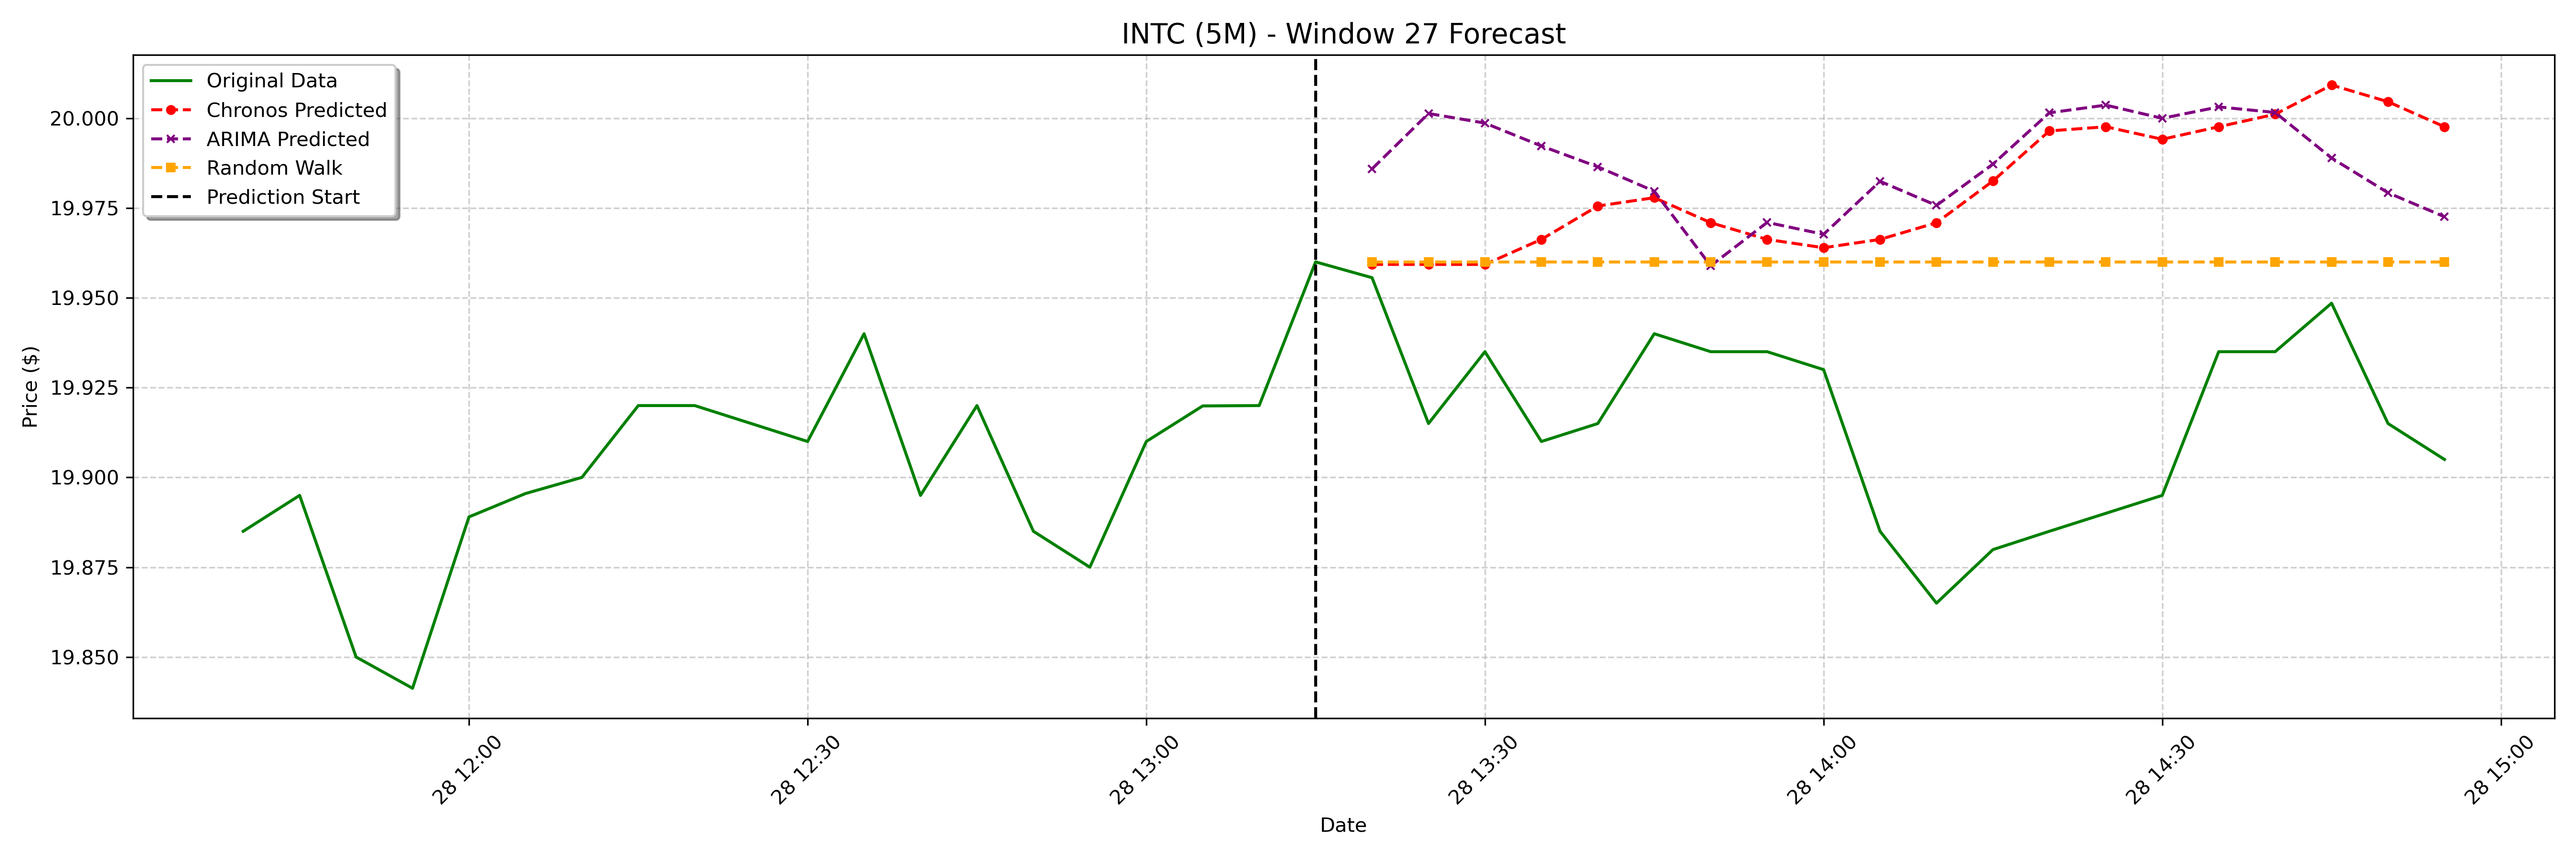 INTC (5M) - Window 27 Forecast
Original Data
Chronos Predicted
ARIMA Predicted
Random Walk
Prediction Start
Price ($)
20.000
19.975
19.950
19.925
19.900
19.875
19.850
28 12:00
28 12:30
28 13:00
28 13:30
28 14:00
28 14:30
28 15:00
Date